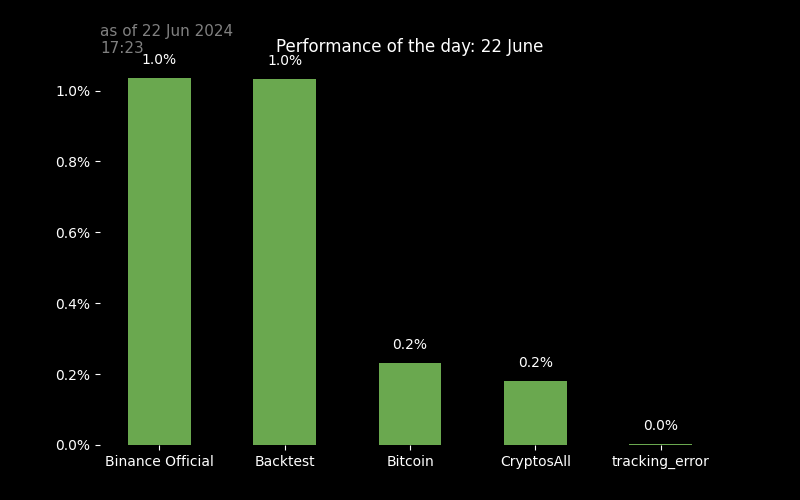 as of 22 Jun 2024
17:23
Performance of the day: 22 June
1.0%
1.0%
0.2%
0.2%
0.0%
1.0%
0.8%
0.6%
0.4%
0.2%
0.0%
Binance Official
Backtest
Bitcoin
CryptosAll
tracking_error